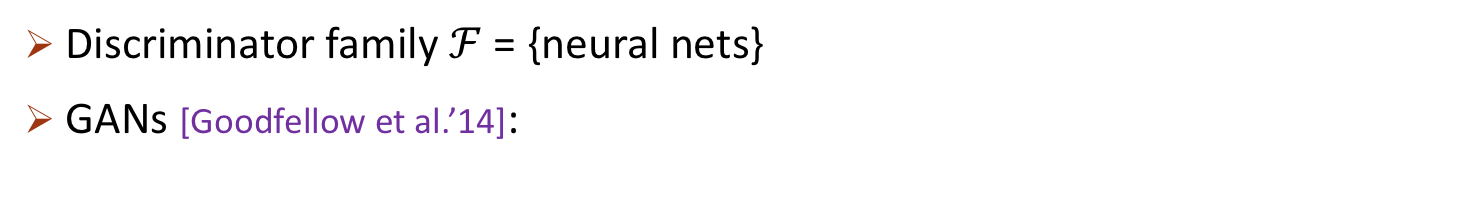 ➢ Discriminator family ℱ = {neural nets}
➢ GANs [Goodfellow et al.’14]: